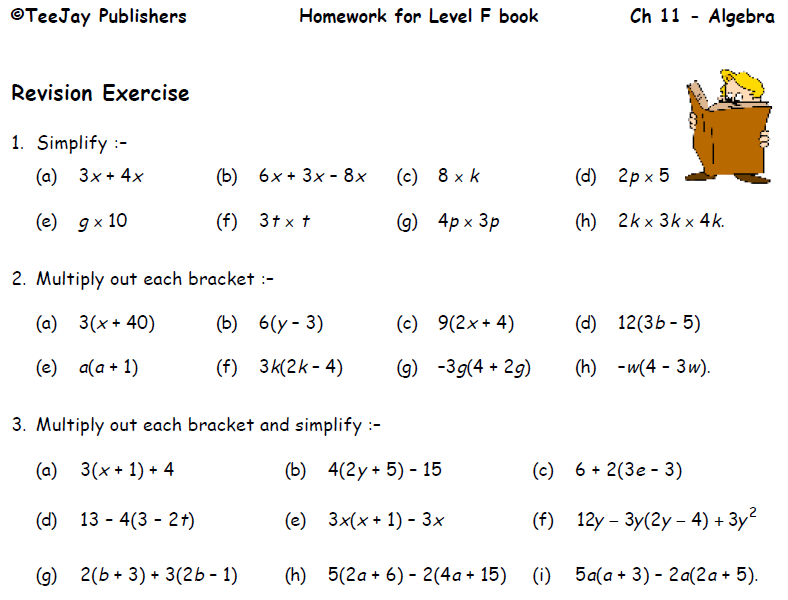 ©TeeJay Publishers Homework for Level F book Ch 11 - Algebra
Revision Exercise
1. Simplify :-
(a) 3x + 4x (b) 6x + 3x - 8x (c) 8 × k (d) 2p × 5
(e) g × 10 (f) 3t × t (g) 4p × 3p (h) 2k × 3k × 4k.
2. Multiply out each bracket :-
(a) 3(x + 40) (b) 6(y - 3) (c) 9(2x + 4) (d) 12(3b - 5)
(e) a(a + 1) (f) 3k(2k - 4) (g) -3g(4 + 2g) (h) -w(4 - 3w).
3. Multiply out each bracket and simplify :-
(a) 3(x + 1) + 4 (b) 4(2y + 5) - 15 (c) 6 + 2(3e - 3)
(d) 13 - 4(3 - 2t) (e) 3x(x + 1) - 3x (f) 12y – 3y(2y – 4) + 3y²
(g) 2(b + 3) + 3(2b - 1) (h) 5(2a + 6) - 2(4a + 15) (i) 5a(a + 3) - 2a(2a + 5).